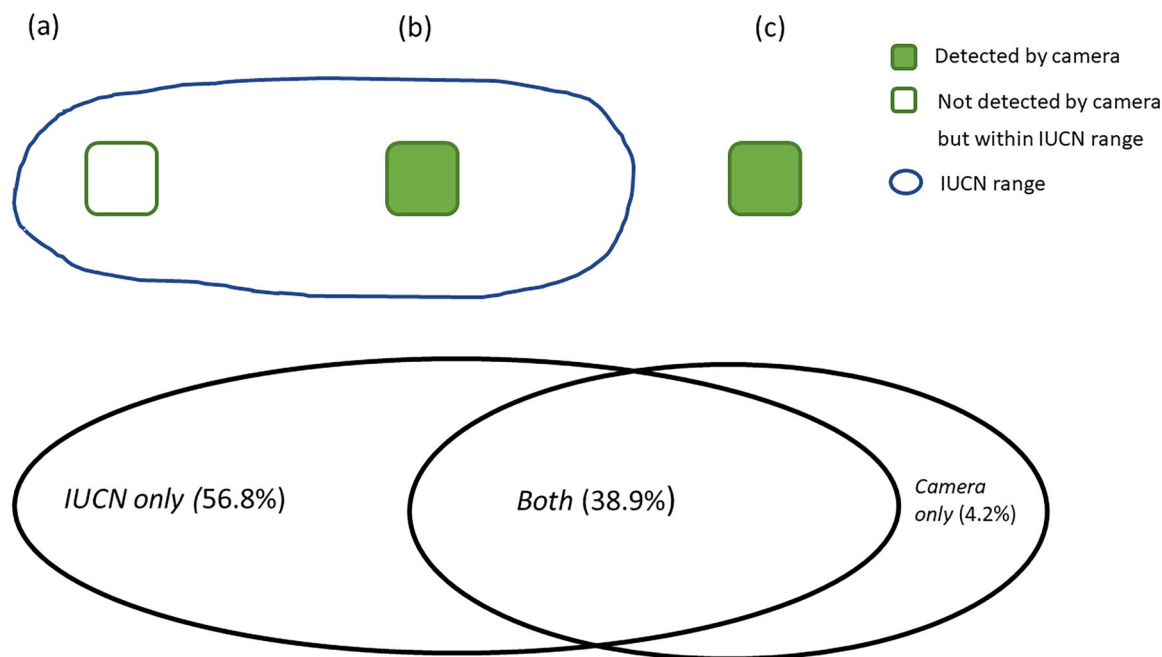 (a)
(b)
(c)
Detected by camera
Not detected by camera
but within IUCN range
IUCN range
IUCN only (56.8%)
Both (38.9%)
Camera
only (4.2%)